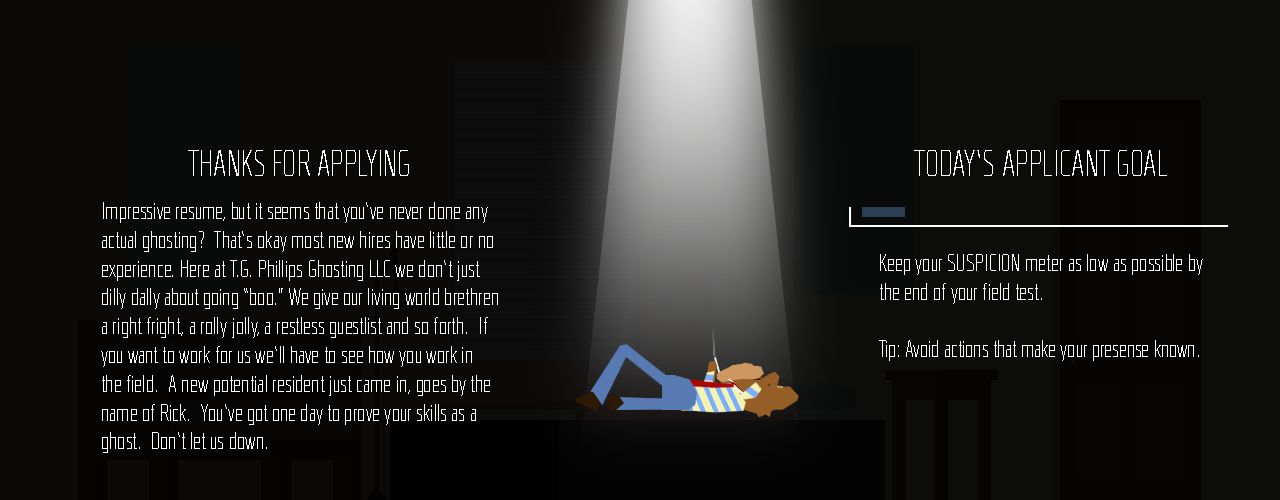 THANKS FOR APPLYING
Impressive resume, but it seems that you've never done any
actual ghosting?  That's okay most new hires have little or no
experience. Here at T.G. Phillips Ghosting LLC we don't just
dilly dally about going "boo." We give our living world brethren
a right fright, a rolly jolly, a restless guestlist and so forth.  If
you want to work for us we'll have to see how you work in
the field.  A new potential resident just came in, goes by the
name of Rick.  You've got one day to prove your skills as a
ghost.  Don't let us down.
TODAY'S APPLICANT GOAL
Keep your SUSPICION meter as low as possible by
the end of your field test.
Tip: Avoid actions that make your presense known.